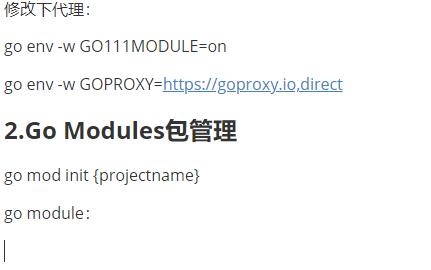 修改下代理：
go env -w GO111MODULE=on
go env -w GOPROXY=https://goproxy.io,direct
2.Go Modules包管理
go mod init {projectname}
go module：